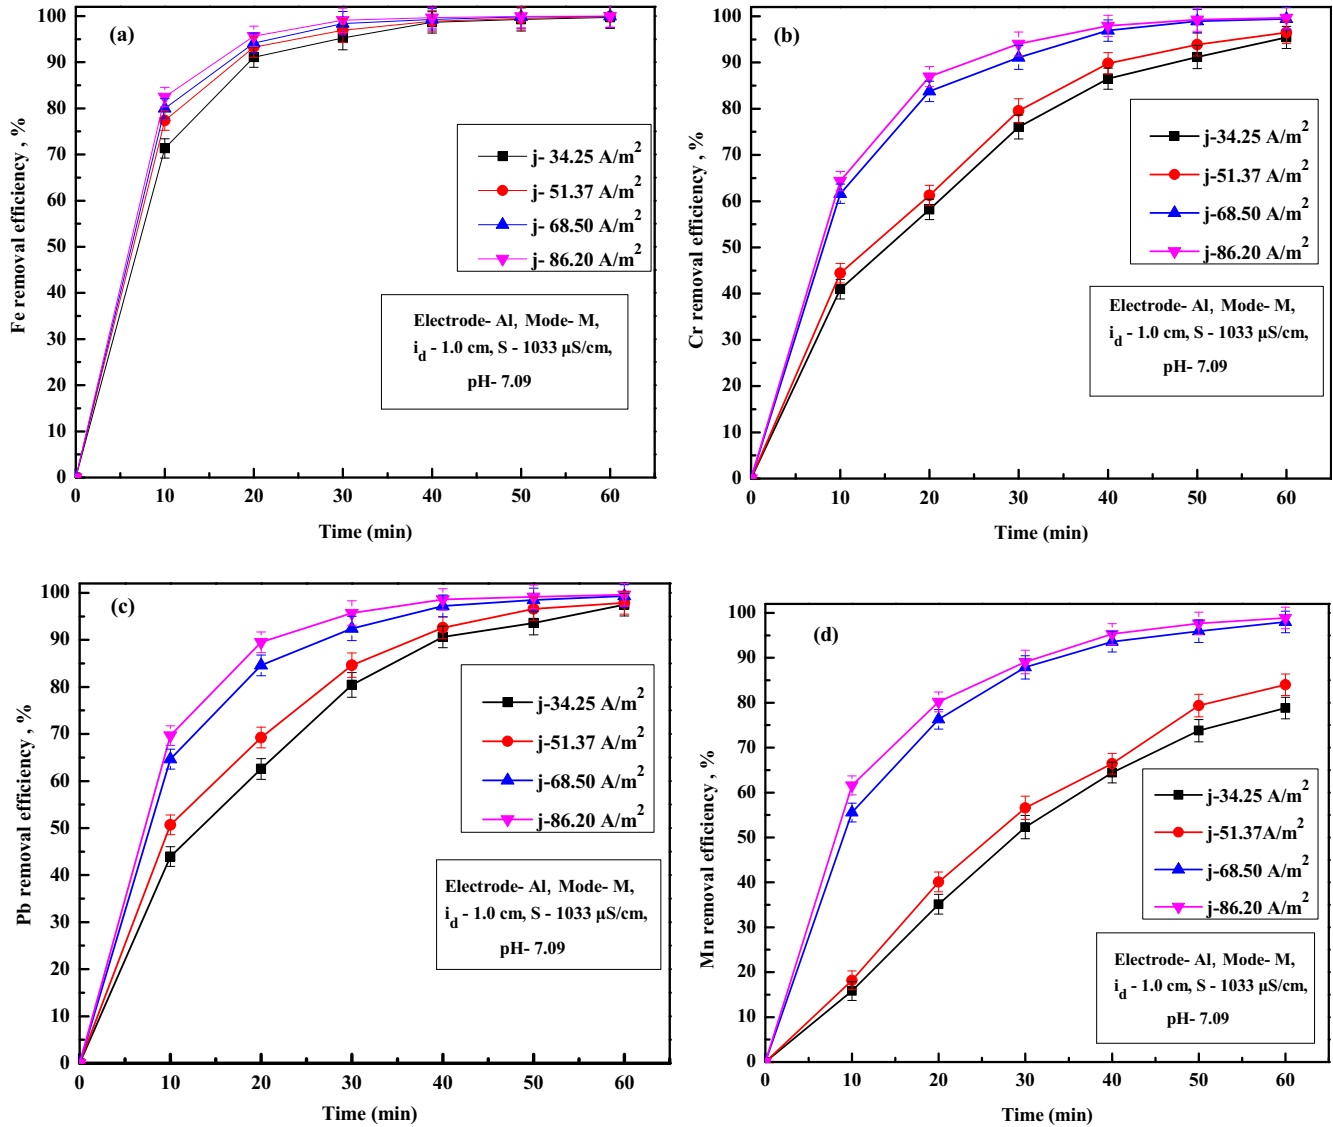 (a)
Fe removal efficiency , %
100
90
80
70
60
50
40
30
20
10
0
j- 34.25 A/m²
j- 51.37 A/m²
j- 68.50 A/m²
j- 86.20 A/m²
Electrode- Al, Mode- M,
i_d - 1.0 cm, S - 1033 μS/cm,
pH- 7.09
0 10 20 30 40 50 60
Time (min)
(b)
Cr removal efficiency , %
100
90
80
70
60
50
40
30
20
10
0
j-34.25 A/m²
j-51.37 A/m²
j-68.50 A/m²
j-86.20 A/m²
Electrode- Al, Mode- M,
i_d - 1.0 cm, S - 1033 μS/cm,
pH- 7.09
0 10 20 30 40 50 60
Time (min)
(c)
Pb removal efficiency , %
100
90
80
70
60
50
40
30
20
10
0
j-34.25 A/m²
j-51.37 A/m²
j-68.50 A/m²
j-86.20 A/m²
Electrode- Al, Mode- M,
i_d - 1.0 cm, S - 1033 μS/cm,
pH- 7.09
0 10 20 30 40 50 60
Time (min)
(d)
Mn removal efficiency , %
100
90
80
70
60
50
40
30
20
10
0
j-34.25 A/m²
j-51.37A/m²
j-68.50 A/m²
j-86.20 A/m²
Electrode- Al, Mode- M,
i_d - 1.0 cm, S - 1033 μS/cm,
pH- 7.09
0 10 20 30 40 50 60
Time (min)